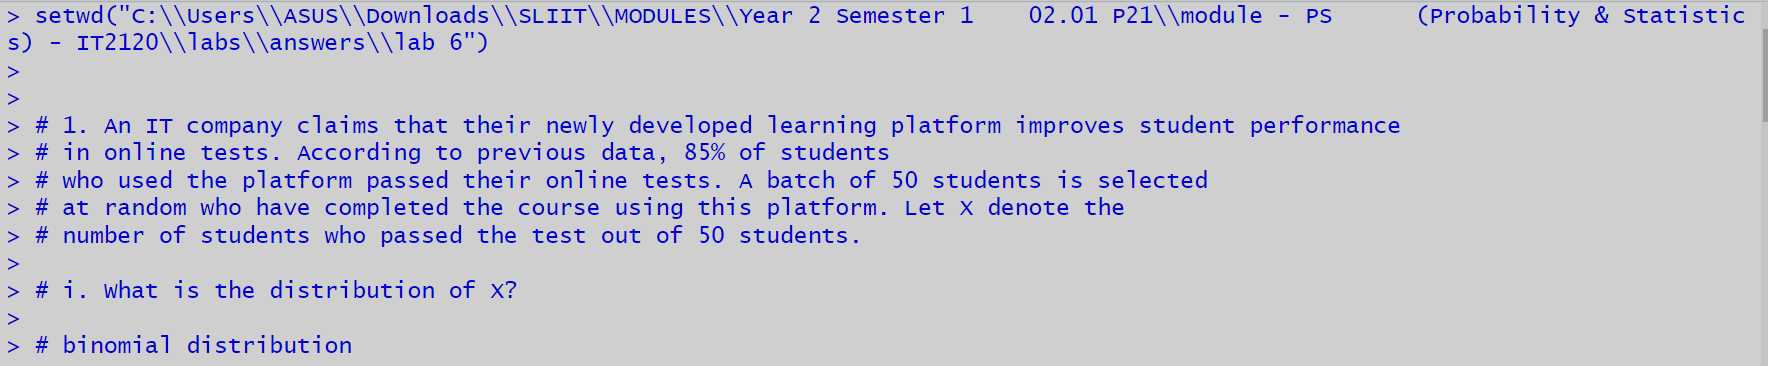 > setwd("C:\\Users\\ASUS\\Downloads\\SLIIT\\MODULES\\Year 2 Semester 1    02.01 P21\\module - PS      (Probability & Statistic
s) - IT2120\\labs\\answers\\lab 6")
>
>
> # 1. An IT company claims that their newly developed learning platform improves student performance
> # in online tests. According to previous data, 85% of students
> # who used the platform passed their online tests. A batch of 50 students is selected
> # at random who have completed the course using this platform. Let X denote the
> # number of students who passed the test out of 50 students.
>
> # i. What is the distribution of X?
>
> # binomial distribution